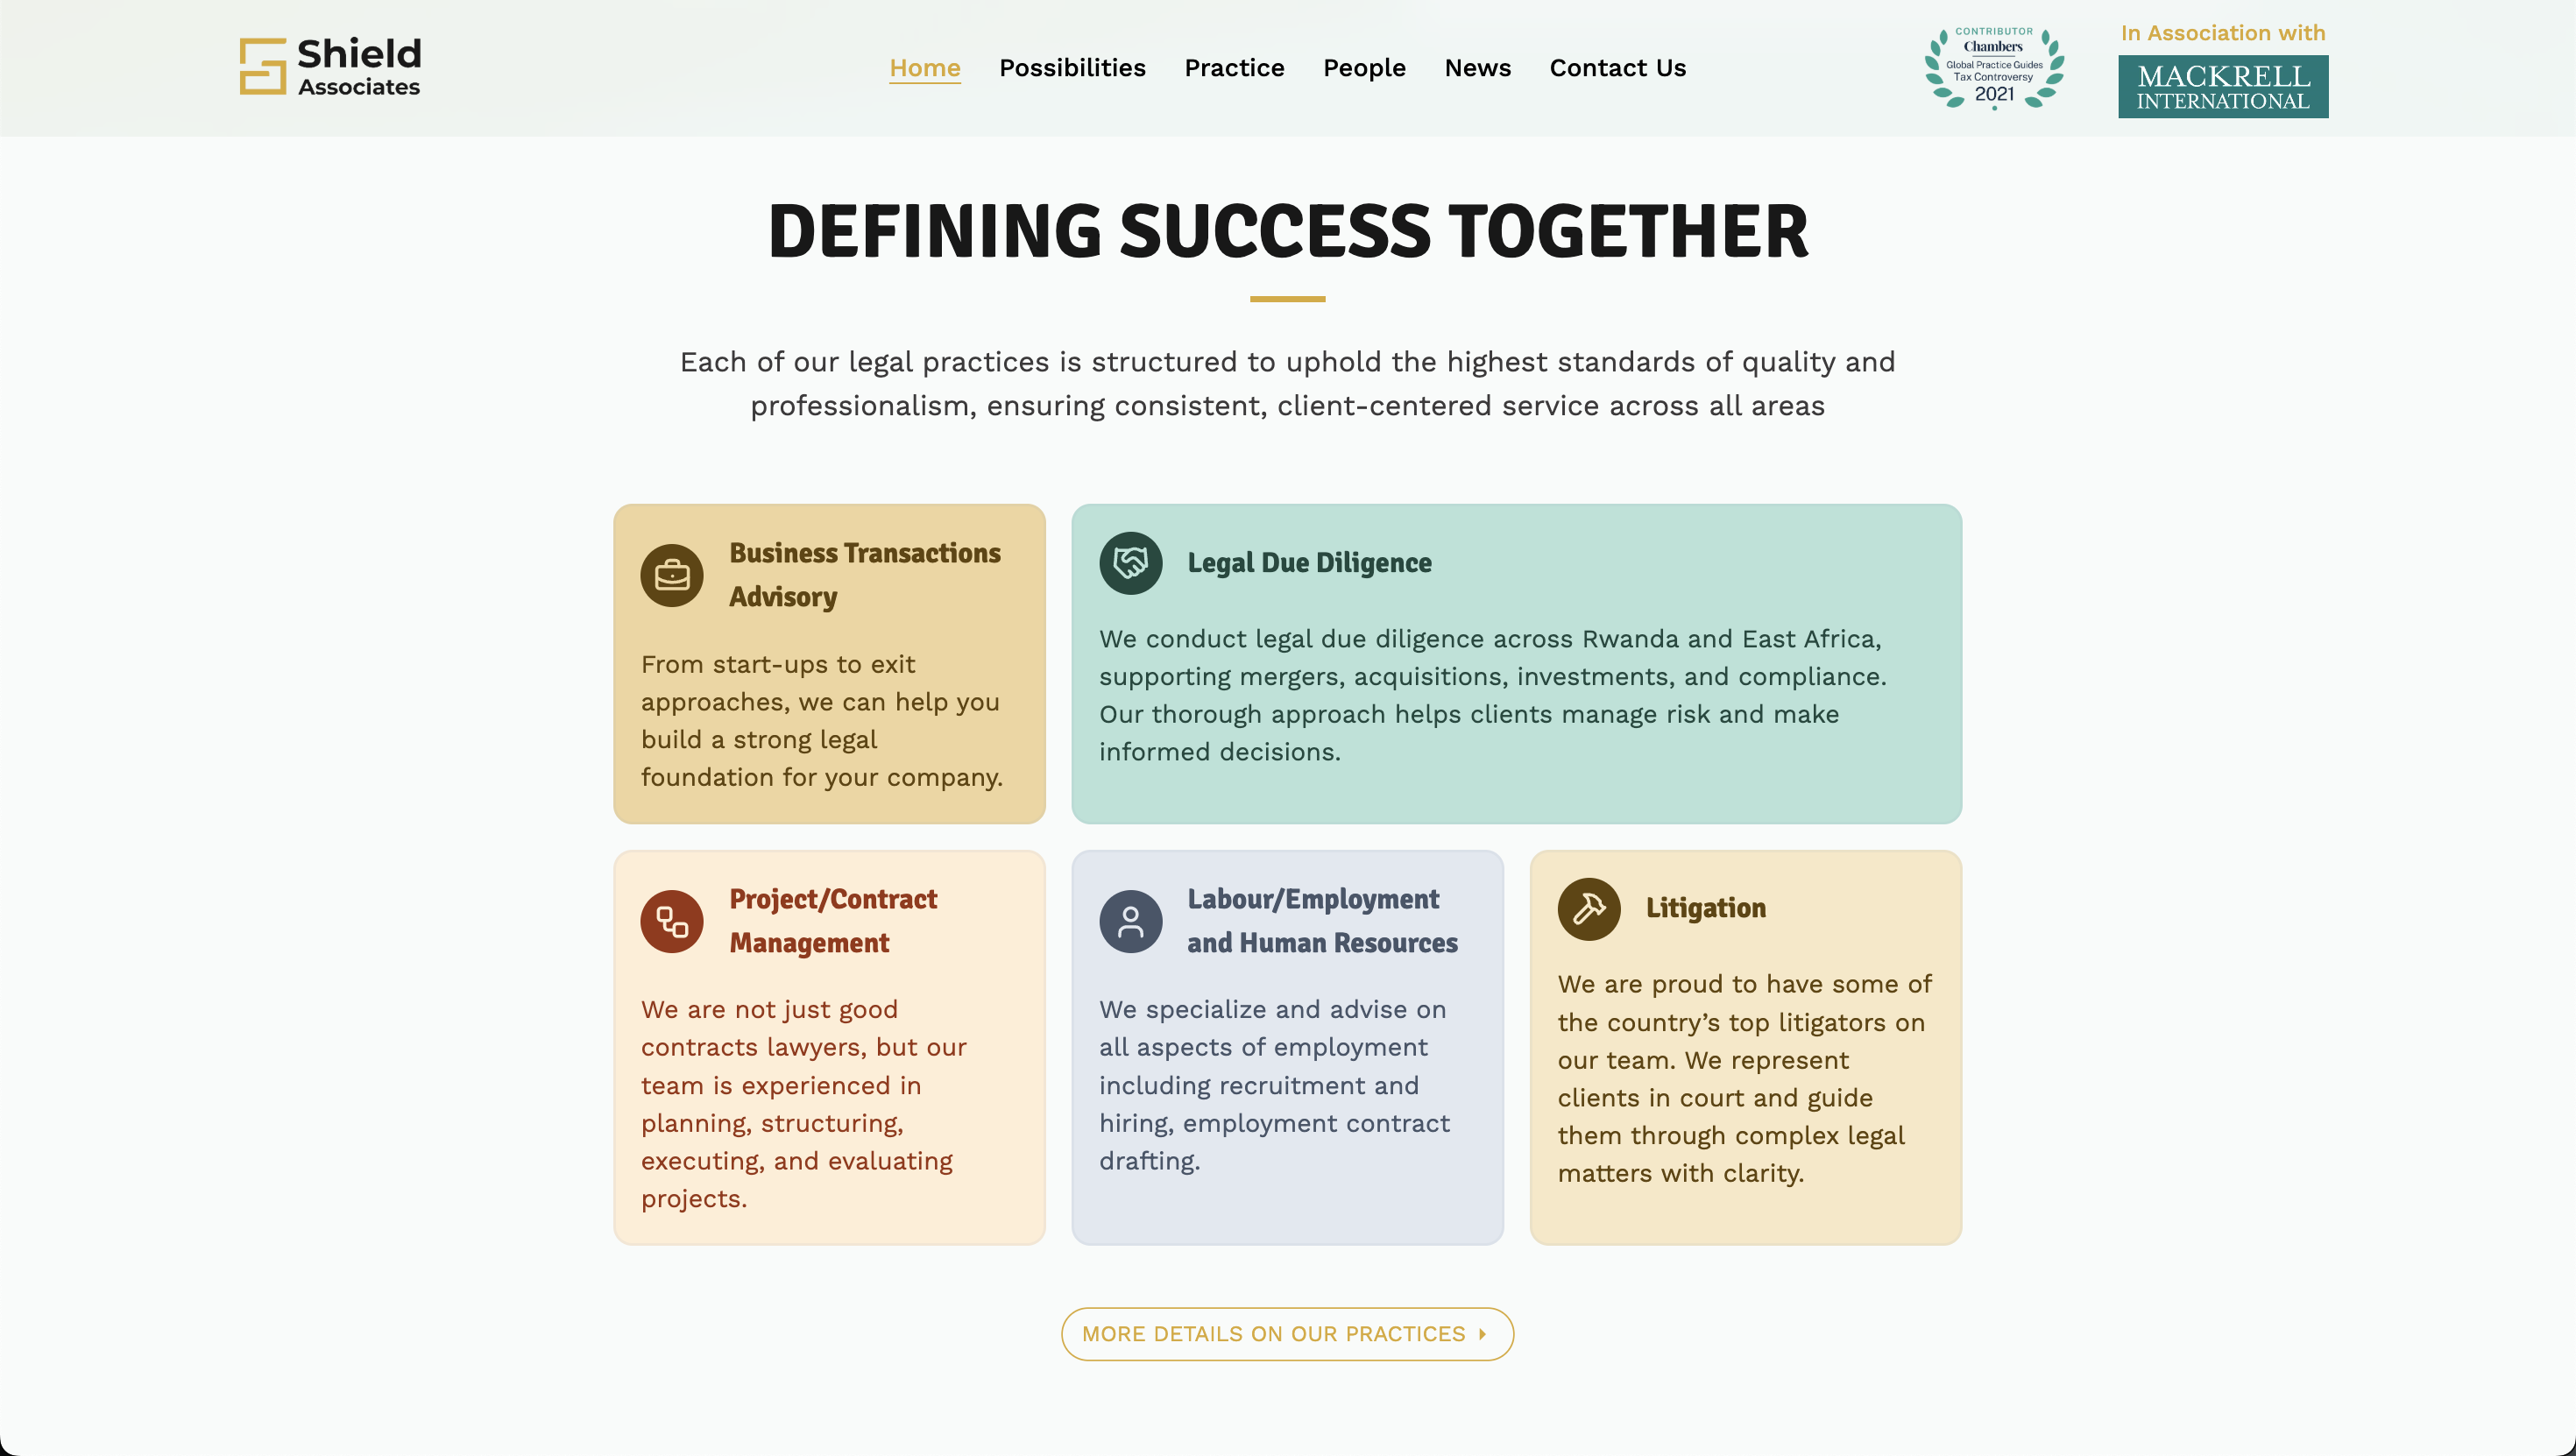 Shield
Associates
Home
Possibilities
Practice
People
News
Contact Us
CONTRIBUTOR
Chambers
Global Practice Guides
Tax Controversy
2021
In Association with
MACKRELL
INTERNATIONAL
DEFINING SUCCESS TOGETHER
Each of our legal practices is structured to uphold the highest standards of quality and
professionalism, ensuring consistent, client-centered service across all areas
Business Transactions
Advisory
From start-ups to exit
approaches, we can help you
build a strong legal
foundation for your company.
Legal Due Diligence
We conduct legal due diligence across Rwanda and East Africa,
supporting mergers, acquisitions, investments, and compliance.
Our thorough approach helps clients manage risk and make
informed decisions.
Project/Contract
Management
We are not just good
contracts lawyers, but our
team is experienced in
planning, structuring,
executing, and evaluating
projects.
Labour/Employment
and Human Resources
We specialize and advise on
all aspects of employment
including recruitment and
hiring, employment contract
drafting.
Litigation
We are proud to have some of
the country’s top litigators on
our team. We represent
clients in court and guide
them through complex legal
matters with clarity.
MORE DETAILS ON OUR PRACTICES